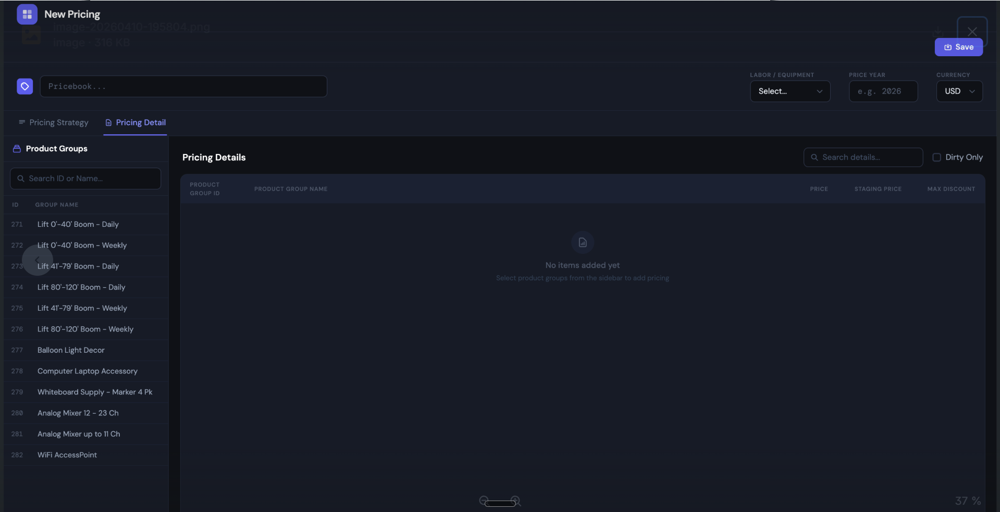 New Pricing
image-20260410-195804.png
Image - 316 KB
Save
Pricebook...
LABOR / EQUIPMENT
Select...
PRICE YEAR
e.g. 2026
CURRENCY
USD
Pricing Strategy
Pricing Detail
Product Groups
Search ID or Name...
ID GROUP NAME
271 Lift 0'-40' Boom - Daily
272 Lift 0'-40' Boom - Weekly
273 Lift 41'-79' Boom - Daily
274 Lift 80'-120' Boom - Daily
275 Lift 41'-79' Boom - Weekly
276 Lift 80'-120' Boom - Weekly
277 Balloon Light Decor
278 Computer Laptop Accessory
279 Whiteboard Supply - Marker 4 Pk
280 Analog Mixer 12 - 23 Ch
281 Analog Mixer up to 11 Ch
282 WiFi AccessPoint
Pricing Details
Search details...
Dirty Only
PRODUCT
GROUP ID
PRODUCT GROUP NAME
PRICE
STAGING PRICE
MAX DISCOUNT
No items added yet
Select product groups from the sidebar to add pricing
37 %